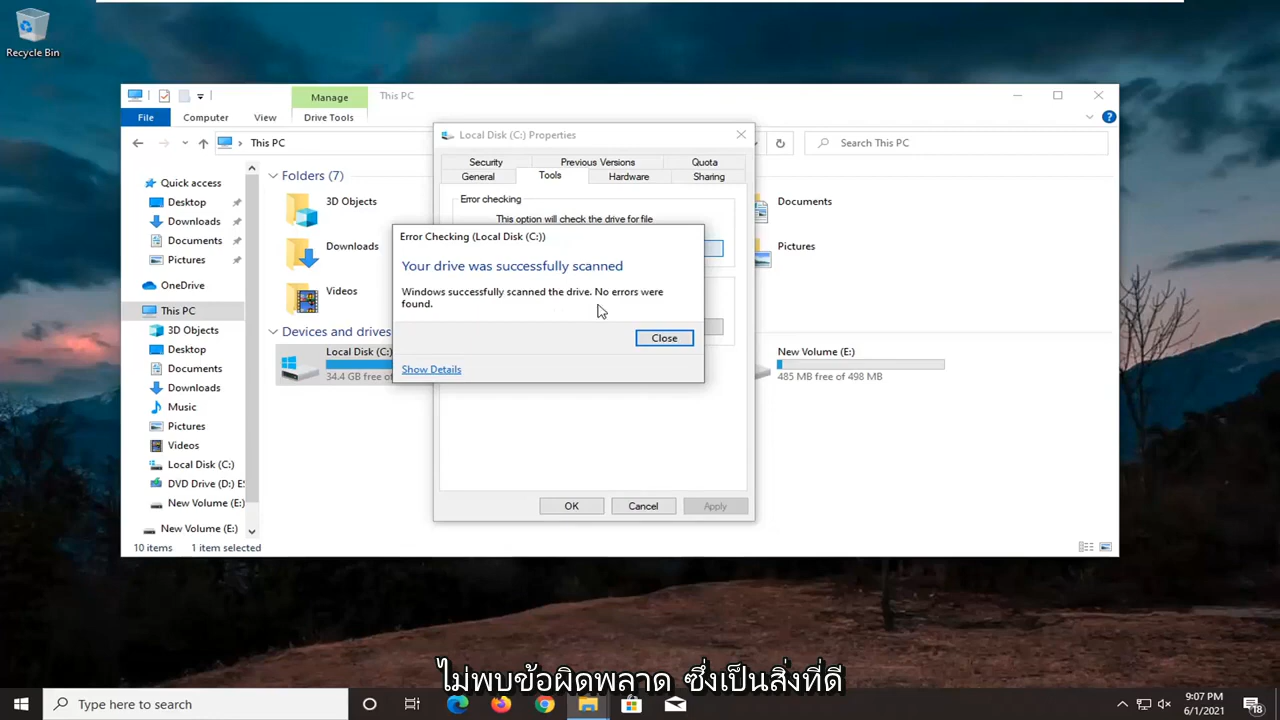 Recycle Bin
Manage
This PC
File
Computer
View
Drive Tools
This PC
Search This PC
Quick access
Desktop
Downloads
Documents
Pictures
OneDrive
This PC
3D Objects
Desktop
Documents
Downloads
Music
Pictures
Videos
Local Disk (C:)
DVD Drive (D:) ES
New Volume (E:)
New Volume (E:)
10 items
1 item selected
Folders (7)
3D Objects
Downloads
Videos
Documents
Pictures
Devices and drives
Local Disk (C:)
34.4 GB free of
New Volume (E:)
485 MB free of 498 MB
Local Disk (C:) Properties
Security
Previous Versions
Quota
General
Tools
Hardware
Sharing
Error checking
This option will check the drive for file
Error Checking (Local Disk (C:))
Your drive was successfully scanned
Windows successfully scanned the drive. No errors were
found.
Close
Show Details
OK
Cancel
Apply
ไม่พบข้อผิดพลาด ซึ่งเป็นสิ่งที่ดี
Type here to search
9:07 PM
6/1/2021
18